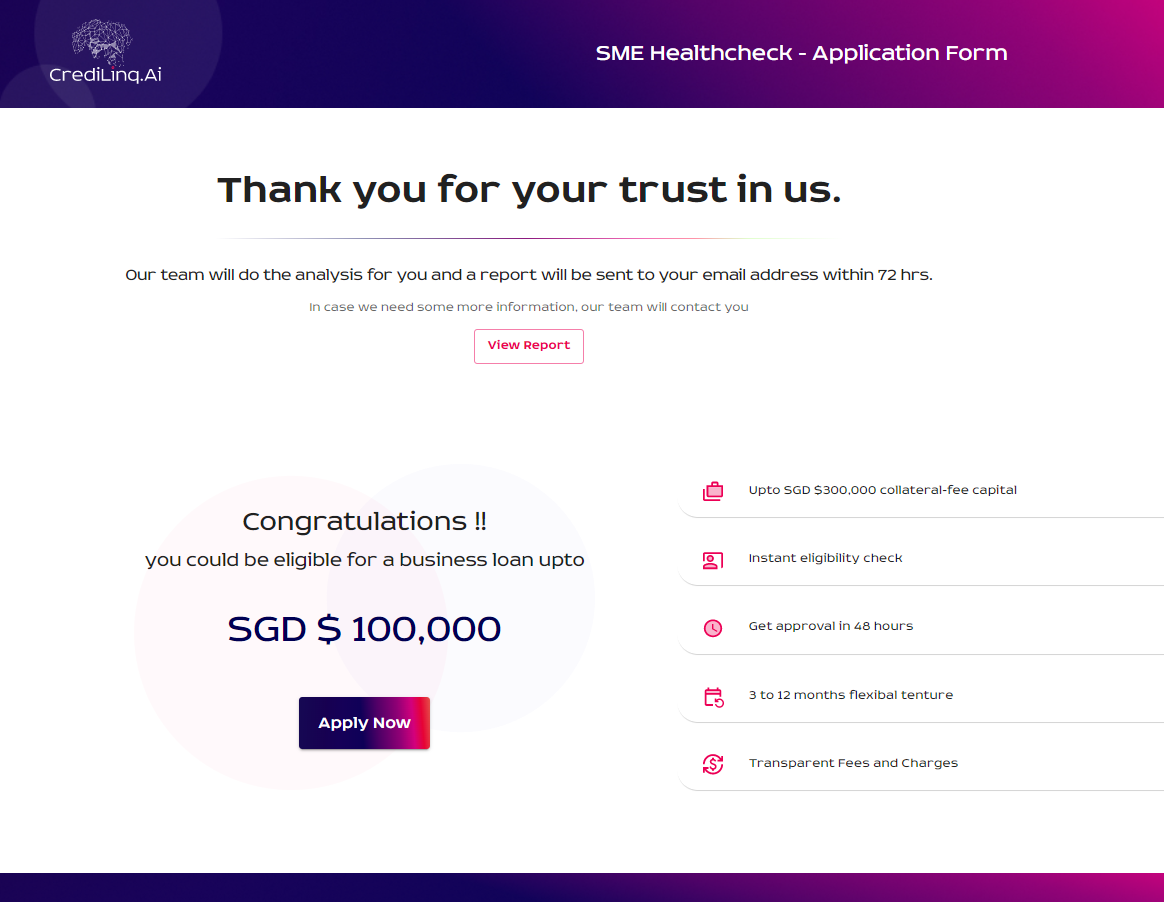 CrediLinq.Ai
SME Healthcheck - Application Form
Thank you for your trust in us.
Our team will do the analysis for you and a report will be sent to your email address within 72 hrs.
In case we need some more information, our team will contact you
View Report
Congratulations !!
you could be eligible for a business loan upto
SGD $ 100,000
Apply Now
Upto SGD $300,000 collateral-fee capital
Instant eligibility check
Get approval in 48 hours
3 to 12 months flexibal tenture
Transparent Fees and Charges